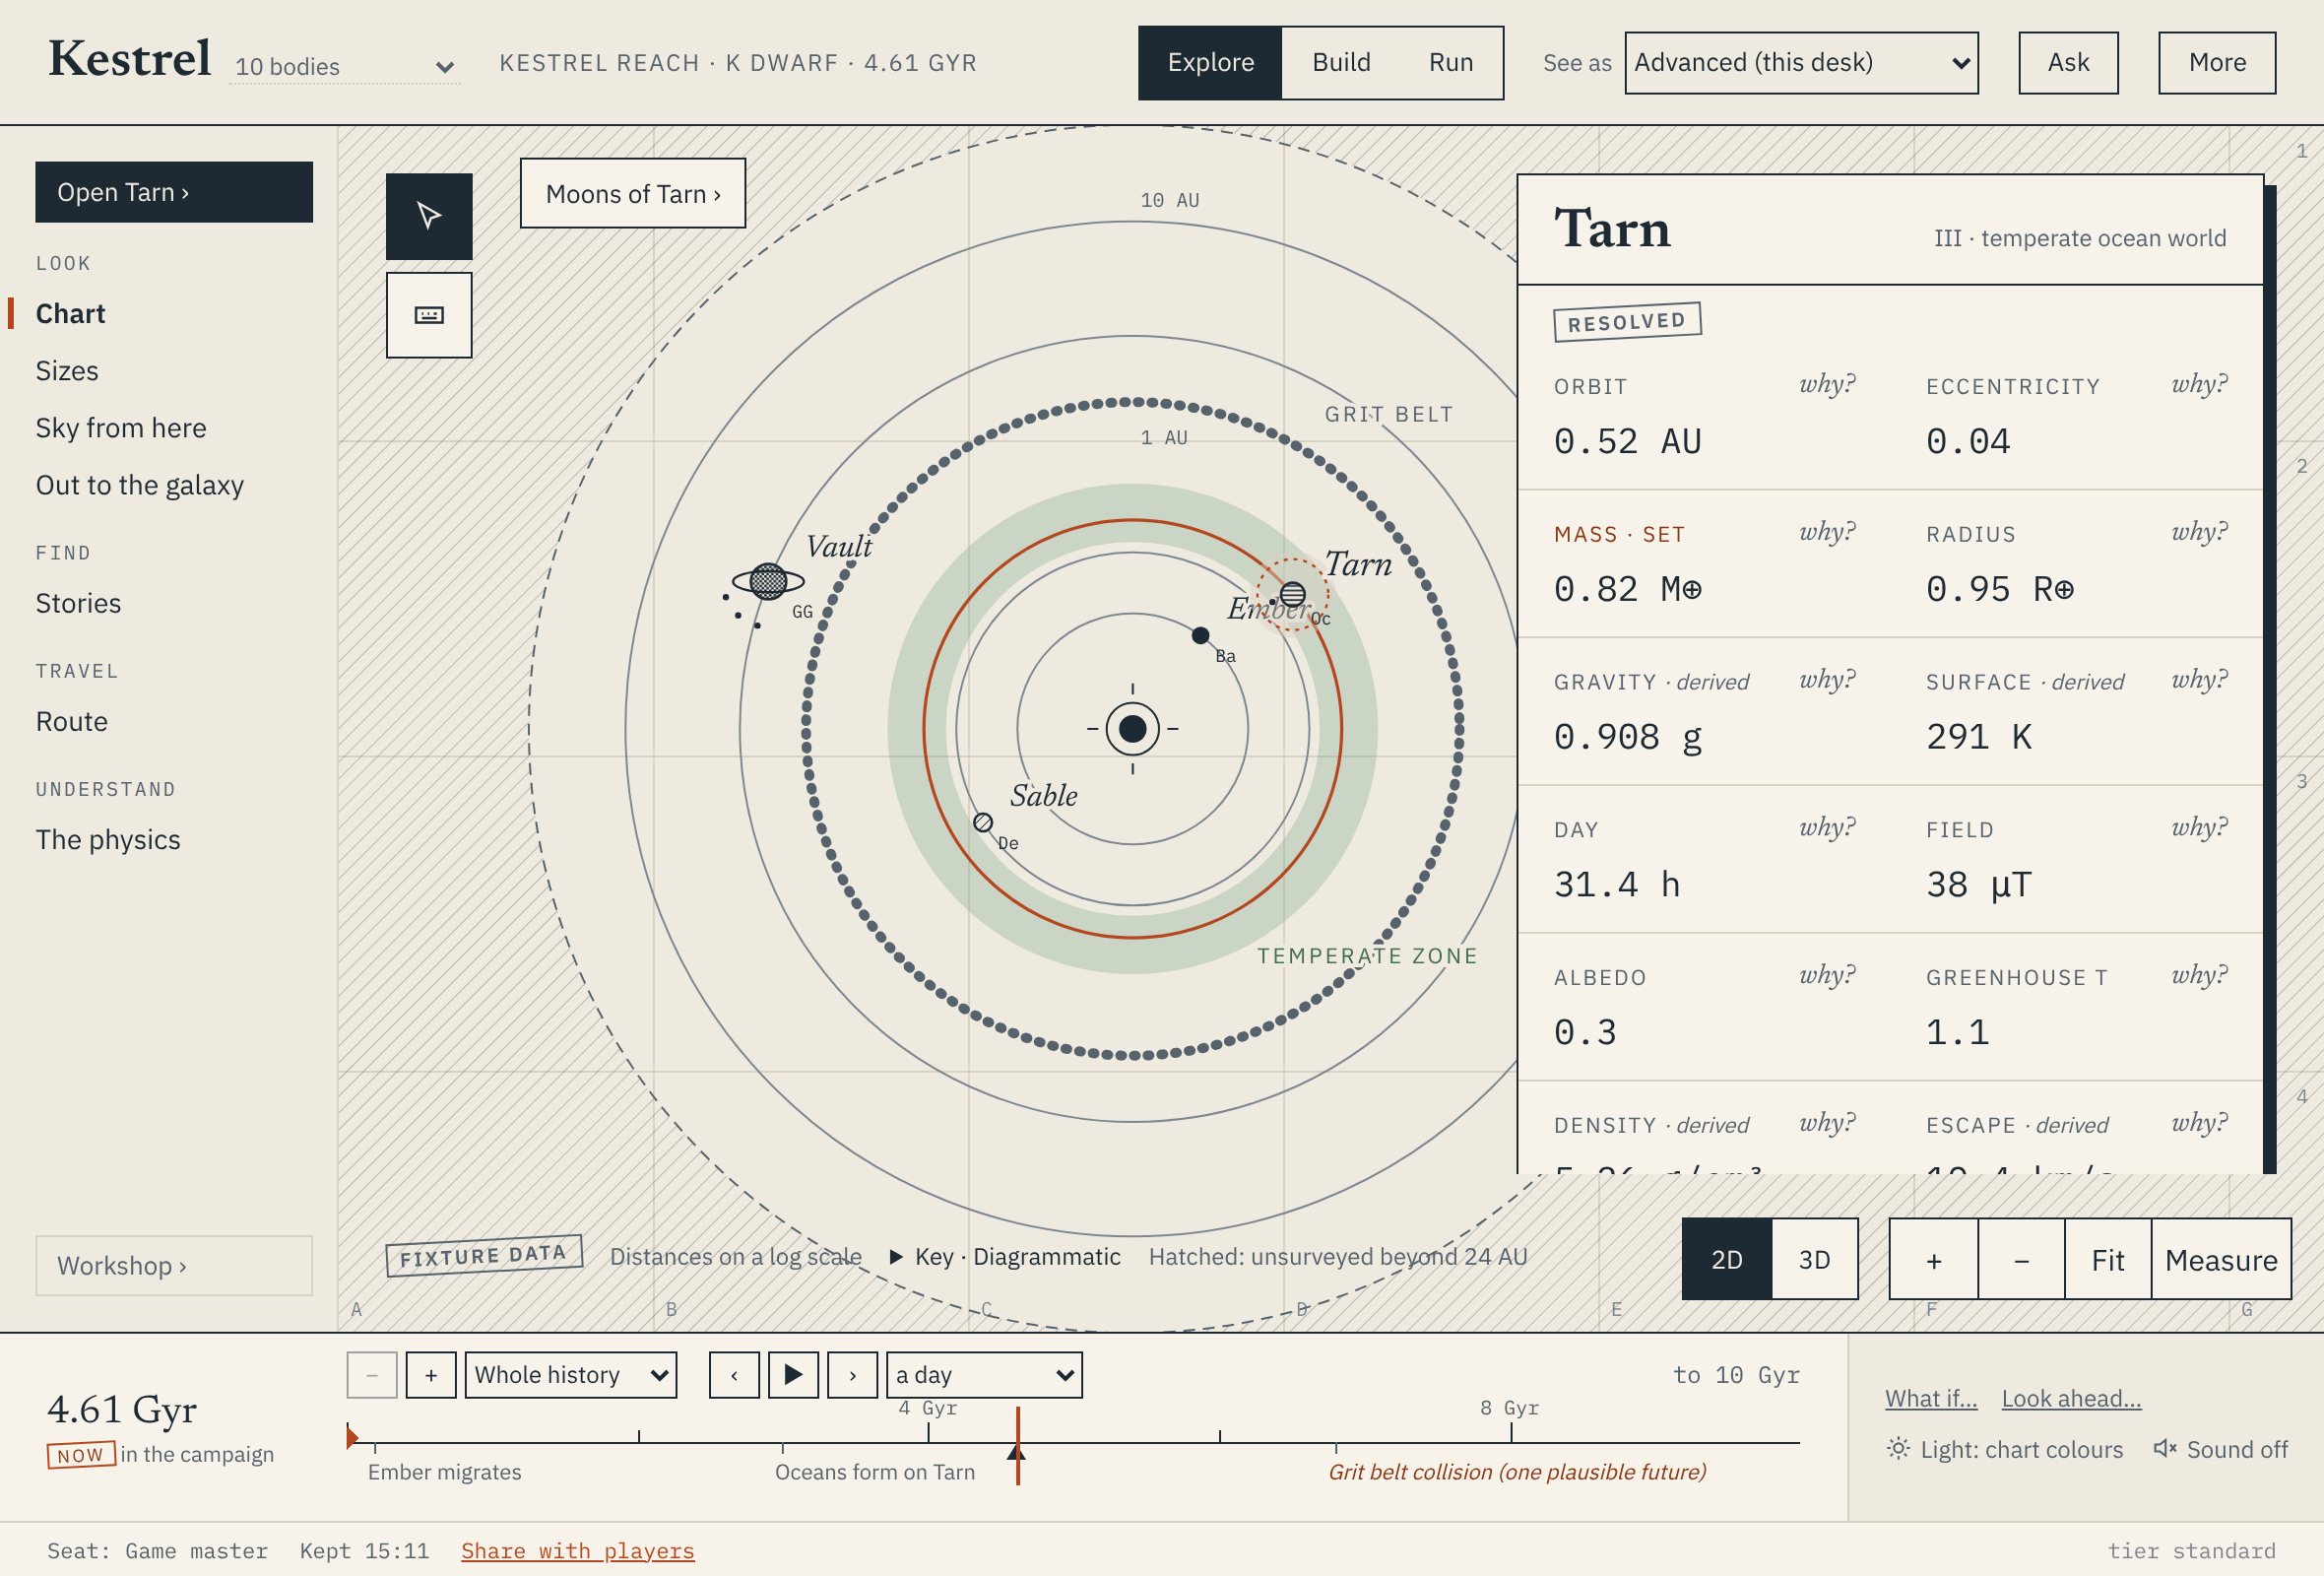 Kestrel 10 bodies KESTREL REACH · K DWARF · 4.61 GYR Explore Build Run See as Advanced (this desk) Ask More
Open Tarn ›
LOOK
Chart
Sizes
Sky from here
Out to the galaxy
FIND
Stories
TRAVEL
Route
UNDERSTAND
The physics
Workshop ›
Moons of Tarn ›
10 AU
GRIT BELT
1 AU
Vault
GG
Tarn
Ember
Oc
Ba
Sable
De
TEMPERATE ZONE
1
2
3
4
Tarn III · temperate ocean world
RESOLVED
ORBIT why? ECCENTRICITY why?
0.52 AU 0.04
MASS · SET why? RADIUS why?
0.82 M⊕ 0.95 R⊕
GRAVITY · derived why? SURFACE · derived why?
0.908 g 291 K
DAY why? FIELD why?
31.4 h 38 µT
ALBEDO why? GREENHOUSE T why?
0.3 1.1
DENSITY · derived why? ESCAPE · derived why?
FIXTURE DATA Distances on a log scale Key · Diagrammatic Hatched: unsurveyed beyond 24 AU
2D 3D + − Fit Measure
A B C D E F G
− + Whole history ‹ › a day to 10 Gyr
4.61 Gyr
NOW in the campaign
4 Gyr 8 Gyr
Ember migrates Oceans form on Tarn Grit belt collision (one plausible future)
What if... Look ahead...
Light: chart colours Sound off
Seat: Game master Kept 15:11 Share with players tier standard